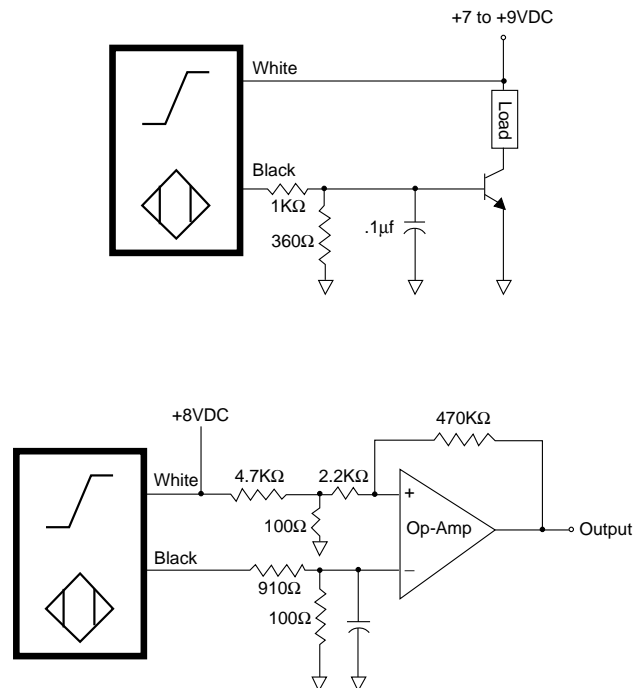 +7 to +9VDC
White
Load
Black
1KΩ
360Ω
.1μf
+8VDC
470KΩ
4.7KΩ
2.2KΩ
White
+
100Ω
Op-Amp
Output
Black
910Ω
–
100Ω